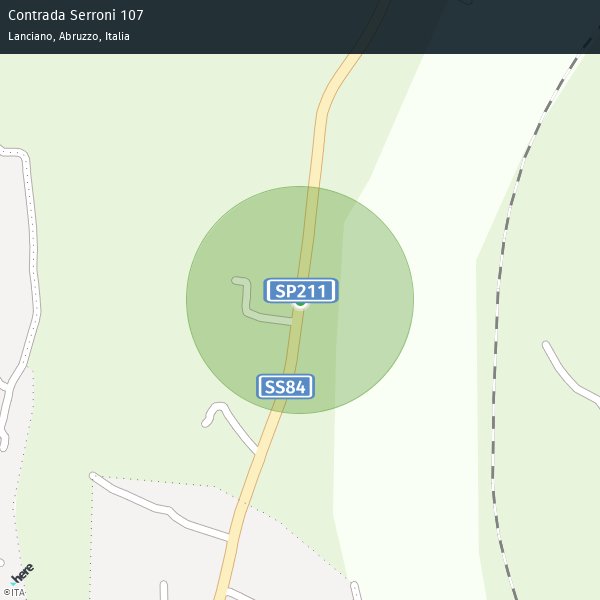 Contrada Serroni 107
Lanciano, Abruzzo, Italia
SP211
SS84
here
©ITA